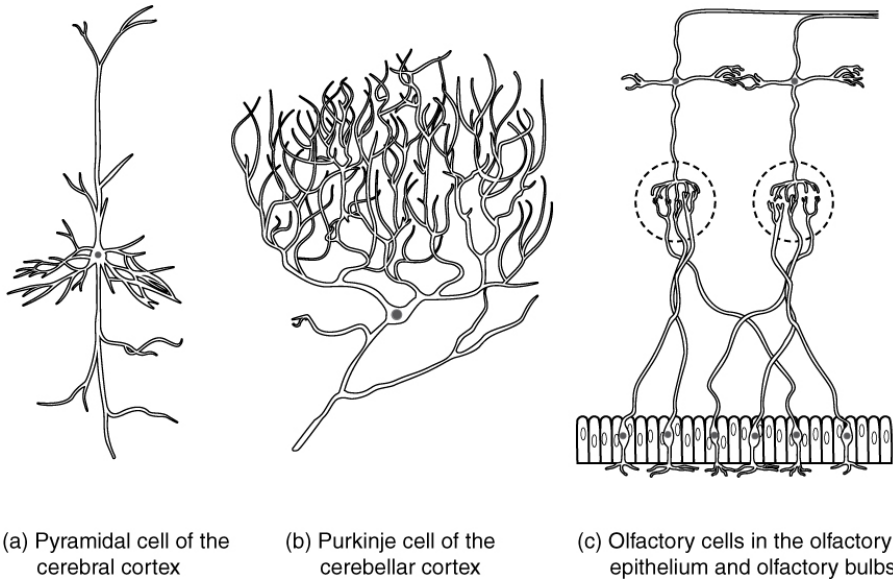 (a) Pyramidal cell of the
cerebral cortex
(b) Purkinje cell of the
cerebellar cortex
(c) Olfactory cells in the olfactory
epithelium and olfactory bulbs